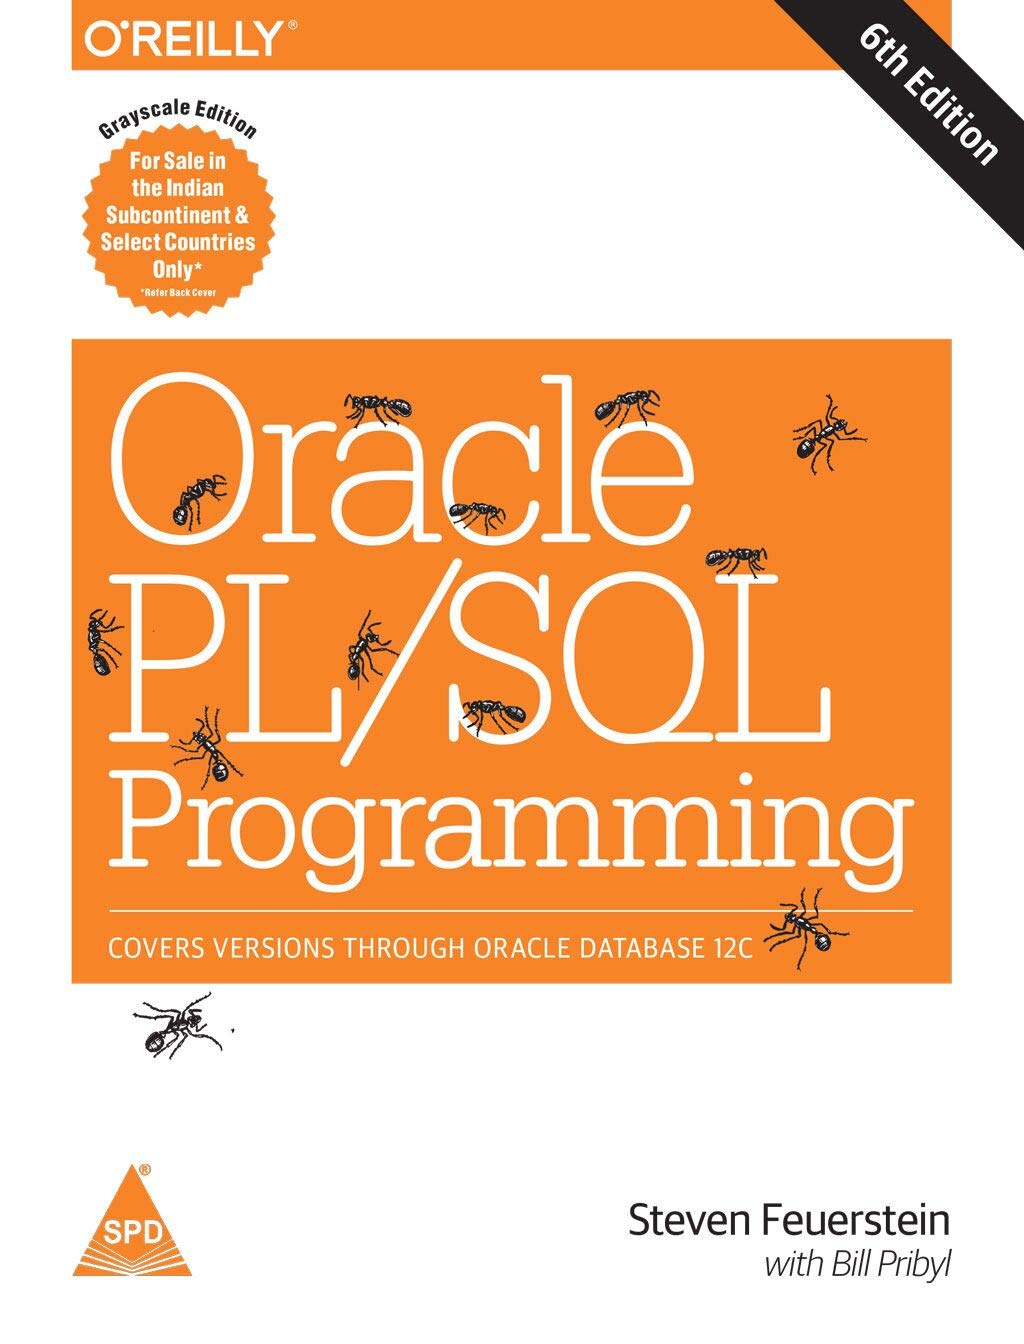 O'REILLY®
6th Edition
Grayscale Edition
For Sale in
the Indian
Subcontinent &
Select Countries
Only*
*Refer Back Cover
Oracle
PL/SQL
Programming
COVERS VERSIONS THROUGH ORACLE DATABASE 12C
®
SPD
Steven Feuerstein
with Bill Pribyl